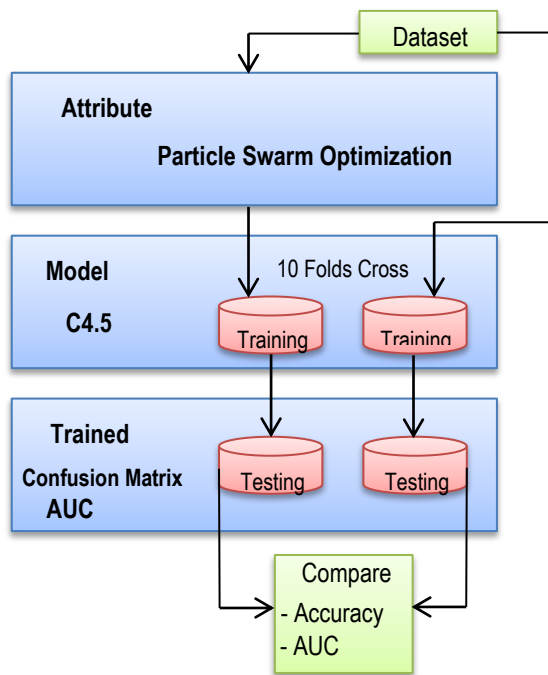 Dataset
Attribute
Particle Swarm Optimization
Model
10 Folds Cross
C4.5
Training
Training
Trained
Confusion Matrix
AUC
Testing
Testing
Compare
- Accuracy
- AUC